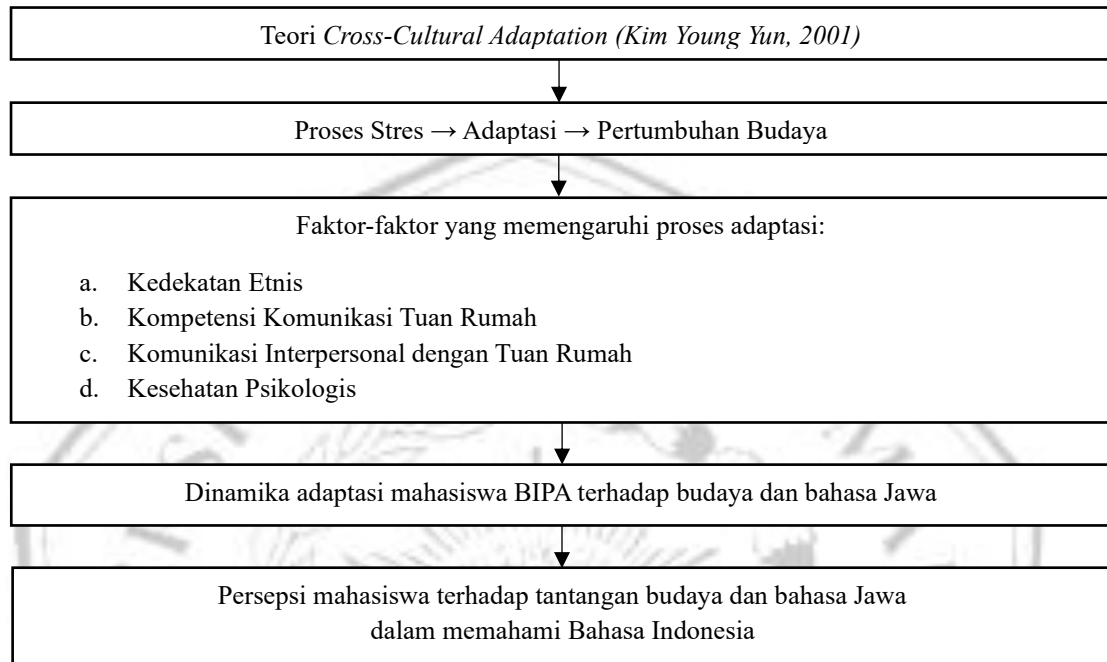 Teori Cross-Cultural Adaptation (Kim Young Yun, 2001)
Proses Stres → Adaptasi → Pertumbuhan Budaya
Faktor-faktor yang memengaruhi proses adaptasi:
a. Kedekatan Etnis
b. Kompetensi Komunikasi Tuan Rumah
c. Komunikasi Interpersonal dengan Tuan Rumah
d. Kesehatan Psikologis
Dinamika adaptasi mahasiswa BIPA terhadap budaya dan bahasa Jawa
Persepsi mahasiswa terhadap tantangan budaya dan bahasa Jawa
dalam memahami Bahasa Indonesia